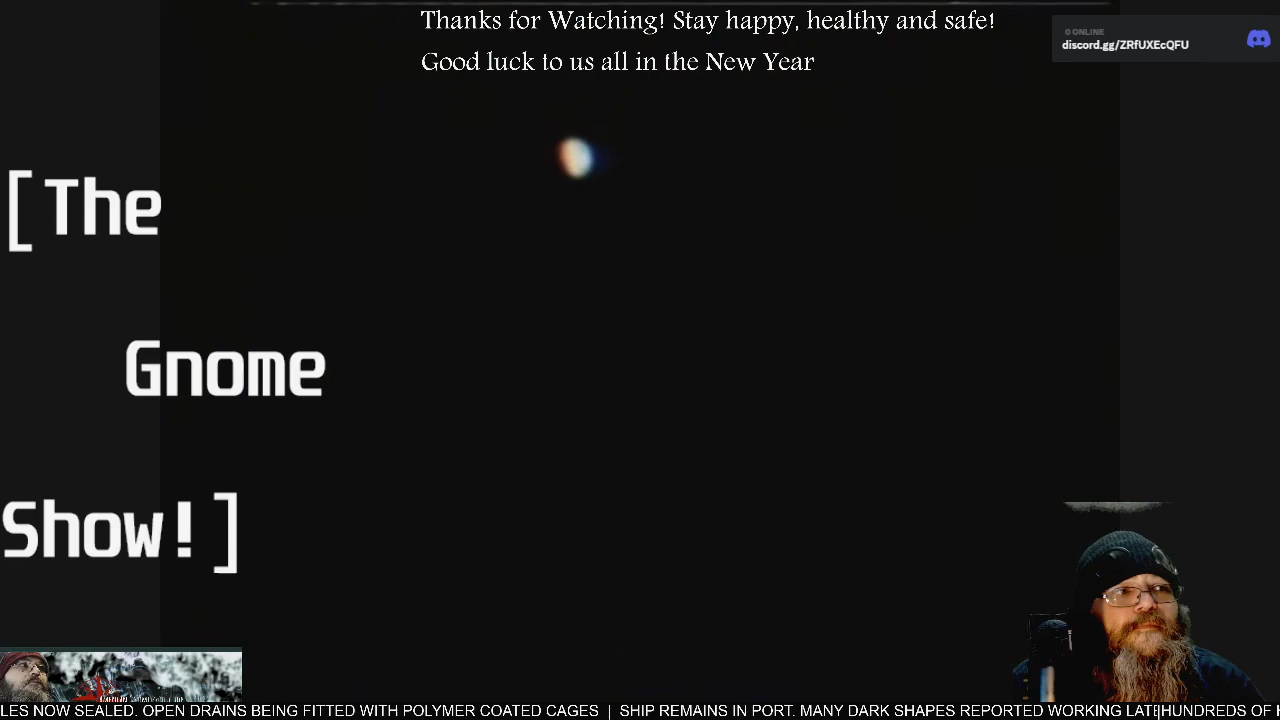 Thanks for Watching! Stay happy, healthy and safe!
Good luck to us all in the New Year
0 ONLINE
discord.gg/ZRfUXEcQFU
[The
Gnome
Show!]
LES NOW SEALED. OPEN DRAINS BEING FITTED WITH POLYMER COATED CAGES | SHIP REMAINS IN PORT. MANY DARK SHAPES REPORTED WORKING LAT HUNDREDS OF